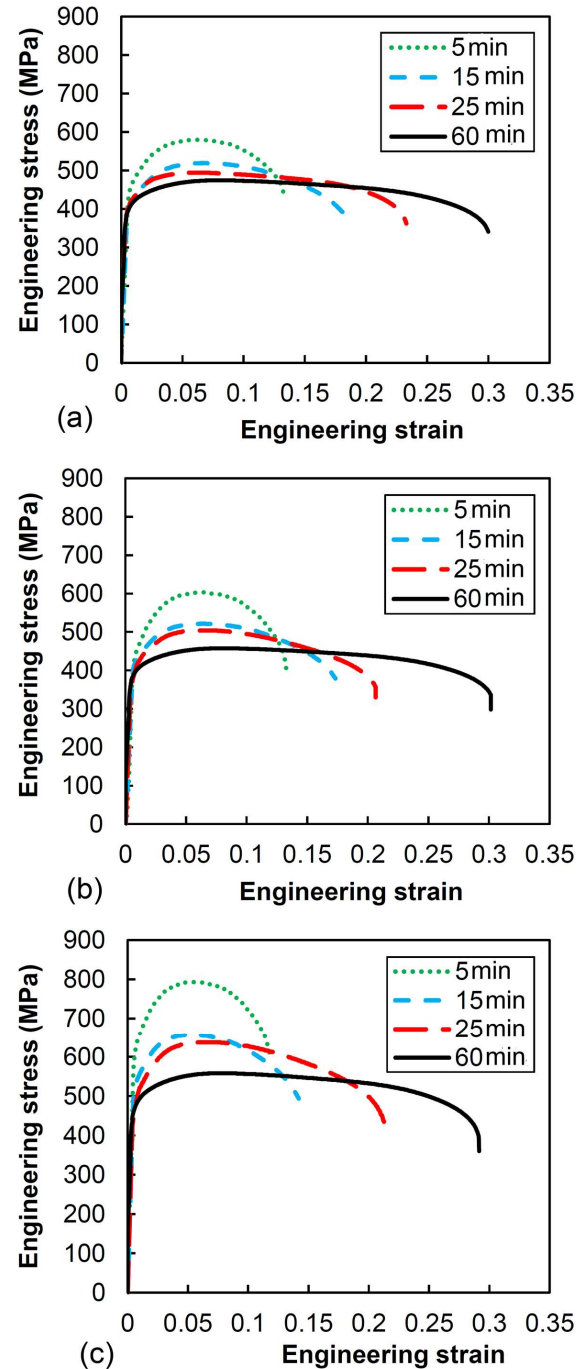 Engineering stress (MPa)
900
800
700
600
500
400
300
200
100
0
5 min
15 min
25 min
60 min
0 0.05 0.1 0.15 0.2 0.25 0.3 0.35
Engineering strain
(a)
Engineering stress (MPa)
900
800
700
600
500
400
300
200
100
0
5 min
15 min
25 min
60 min
0 0.05 0.1 0.15 0.2 0.25 0.3 0.35
Engineering strain
(b)
Engineering stress (MPa)
900
800
700
600
500
400
300
200
100
0
5 min
15 min
25 min
60 min
0 0.05 0.1 0.15 0.2 0.25 0.3 0.35
Engineering strain
(c)